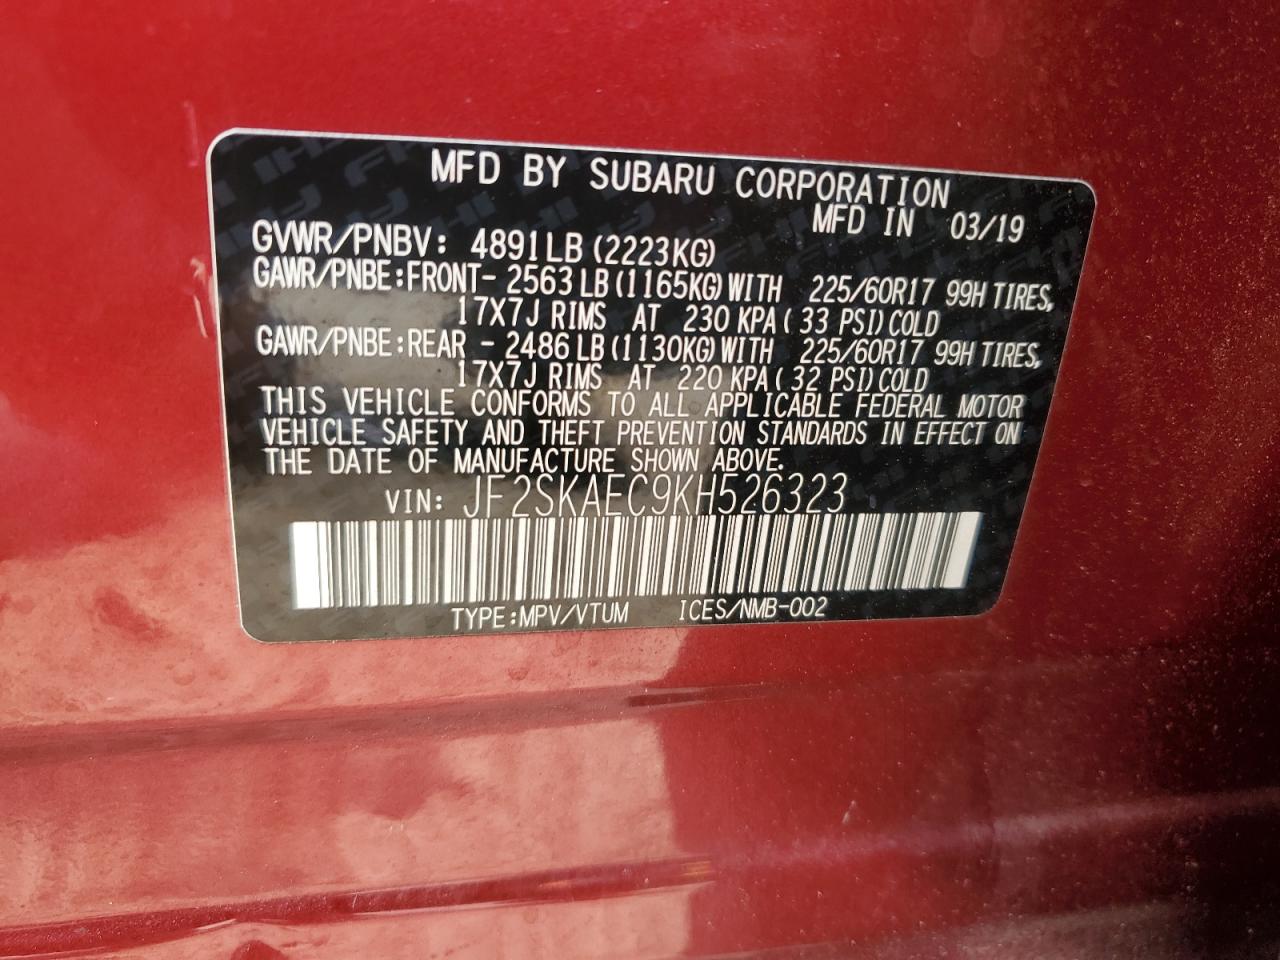 MFD BY SUBARU CORPORATION
MFD IN 03/19
GVWR/PNBV: 4891LB (2223KG)
GAWR/PNBE:FRONT- 2563LB(1165KG)WITH 225/60R17 99H TIRES,
17X7J RIMS AT 230 KPA( 33 PSI)COLD
GAWR/PNBE:REAR - 2486LB(1130KG)WITH 225/60R17 99H TIRES,
17X7J RIMS AT 220 KPA( 32 PSI)COLD
THIS VEHICLE CONFORMS TO ALL APPLICABLE FEDERAL MOTOR
VEHICLE SAFETY AND THEFT PREVENTION STANDARDS IN EFFECT ON
THE DATE OF MANUFACTURE SHOWN ABOVE.
VIN: JF2SKAEC9KH526323
TYPE:MPV/VTUM ICES/NMB-002